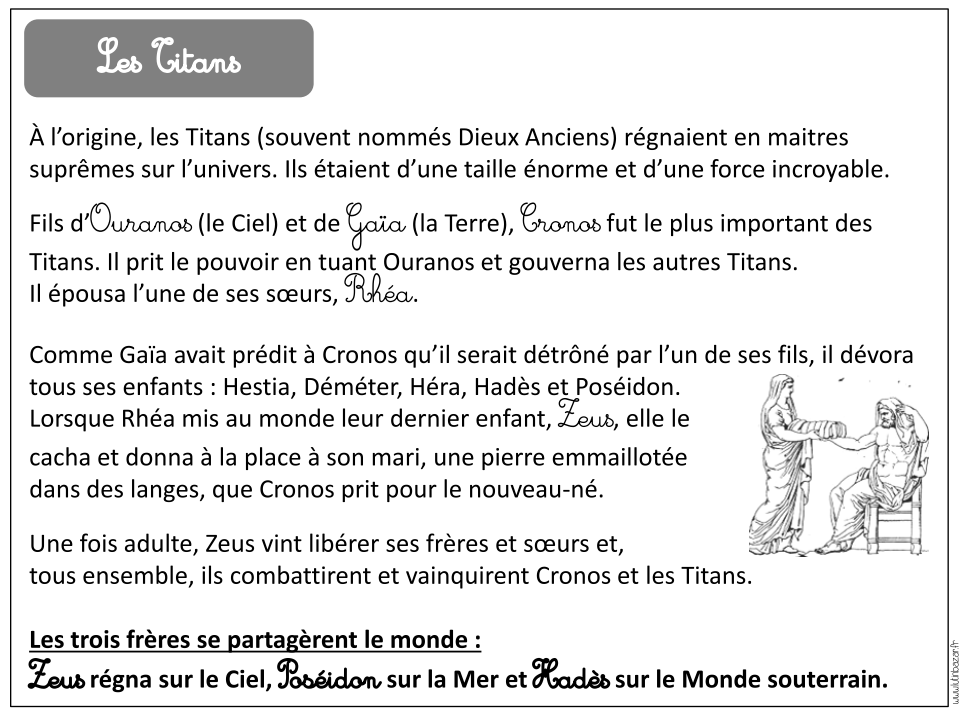 Les Titans
À l’origine, les Titans (souvent nommés Dieux Anciens) régnaient en maitres
suprêmes sur l’univers. Ils étaient d’une taille énorme et d’une force incroyable.
Fils d’Ouranos (le Ciel) et de Gaïa (la Terre), Cronos fut le plus important des
Titans. Il prit le pouvoir en tuant Ouranos et gouverna les autres Titans.
Il épousa l’une de ses sœurs, Rhéa.
Comme Gaïa avait prédit à Cronos qu’il serait détrôné par l’un de ses fils, il dévora
tous ses enfants : Hestia, Déméter, Héra, Hadès et Poséidon.
Lorsque Rhéa mis au monde leur dernier enfant, Zeus, elle le
cacha et donna à la place à son mari, une pierre emmaillotée
dans des langes, que Cronos prit pour le nouveau-né.
Une fois adulte, Zeus vint libérer ses frères et sœurs et,
tous ensemble, ils combattirent et vainquirent Cronos et les Titans.
Les trois frères se partagèrent le monde :
Zeus régna sur le Ciel, Poséidon sur la Mer et Hadès sur le Monde souterrain.
www.lutinbazar.fr